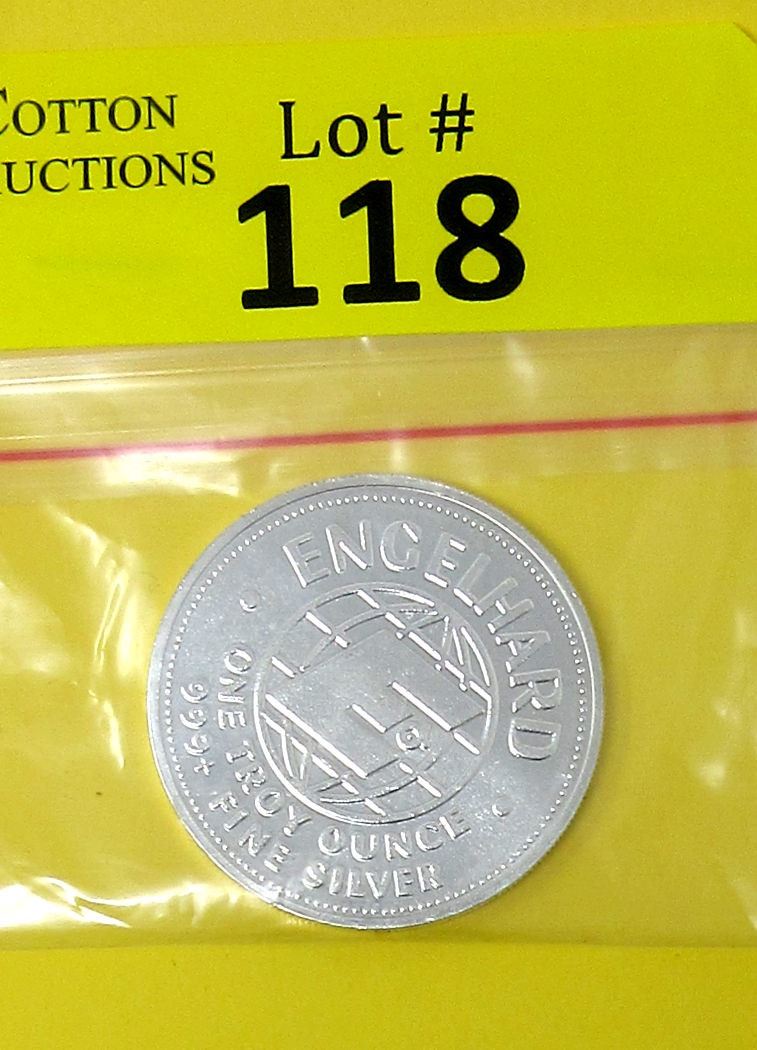 COTTON
Lot #
UCTIONS
118
ENGELHARD
ONE TROY OUNCE
999+ FINE SILVER